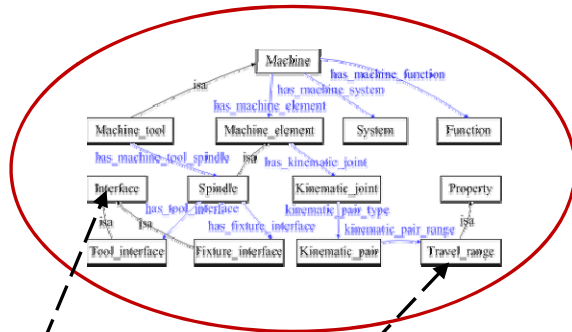 Machine
has_machine_function
isa
has_machine_system
has_machine_element
Machine_tool
Machine_element
System
Function
has_machine_tool_spindle
isa
has_kinematic_joint
Interface
Spindle
Kinematic_joint
Property
has_tool_interface
kinematic_pair_type
isa
isa
has_fixture_interface
kinematic_pair_range
isa
Tool_interface
Fixture_interface
Kinematic_pair
Travel_range